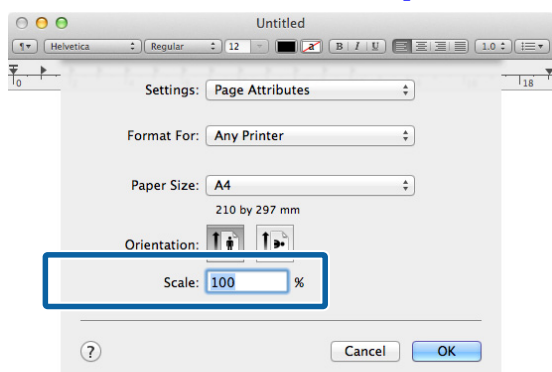 Untitled
Helvetica Regular 12 B I U 1.0
0 18
Settings: Page Attributes
Format For: Any Printer
Paper Size: A4
210 by 297 mm
Orientation:
Scale: 100 %
? Cancel OK